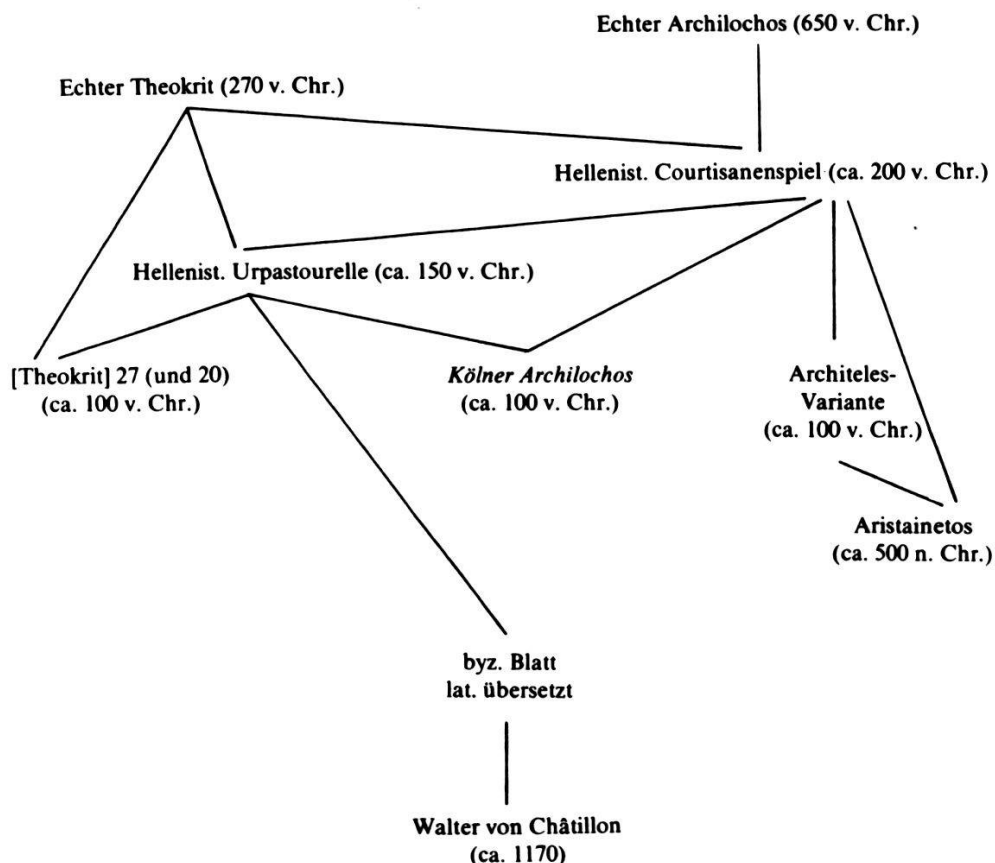 Echter Archilochos (650 v. Chr.)
Echter Theokrit (270 v. Chr.)
Hellenist. Courtisanenspiel (ca. 200 v. Chr.)
Hellenist. Urpastourelle (ca. 150 v. Chr.)
[Theokrit] 27 (und 20)
(ca. 100 v. Chr.)
Kölner Archilochos
(ca. 100 v. Chr.)
Architeles-
Variante
(ca. 100 v. Chr.)
Aristainetos
(ca. 500 n. Chr.)
byz. Blatt
lat. übersetzt
Walter von Châtillon
(ca. 1170)